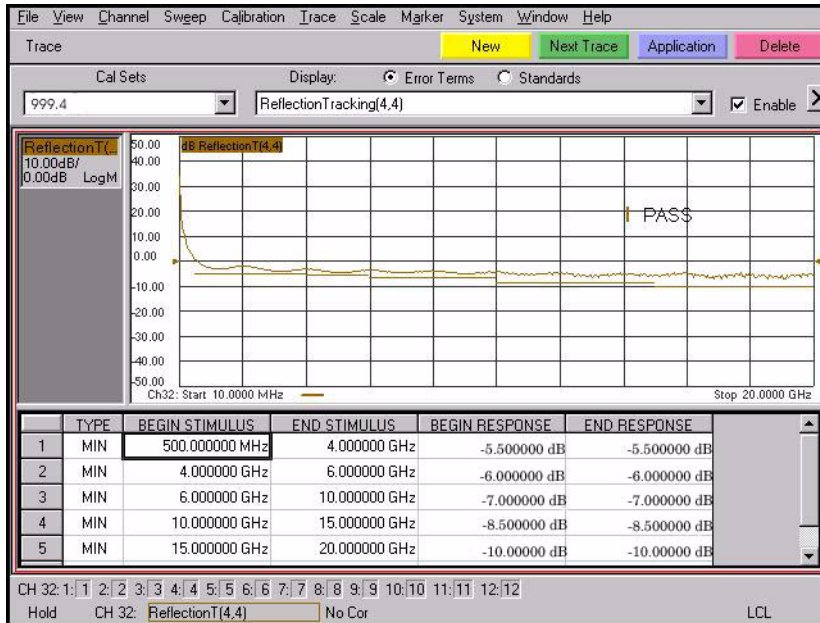 File View Channel Sweep Calibration Trace Scale Marker System Window Help
Trace New Next Trace Application Delete
Cal Sets Display: Error Terms Standards
999.4 ReflectionTracking(4,4) Enable
ReflectionT(...
10.00dB/
0.00dB LogM
50.00 dB ReflectionT(4,4)
40.00
30.00
20.00 PASS
10.00
0.00
-10.00
-20.00
-30.00
-40.00
-50.00
Ch32: Start 10.0000 MHz Stop 20.0000 GHz
TYPE BEGIN STIMULUS END STIMULUS BEGIN RESPONSE END RESPONSE
1 MIN 500.000000 MHz 4.000000 GHz -5.500000 dB -5.500000 dB
2 MIN 4.000000 GHz 6.000000 GHz -6.000000 dB -6.000000 dB
3 MIN 6.000000 GHz 10.000000 GHz -7.000000 dB -7.000000 dB
4 MIN 10.000000 GHz 15.000000 GHz -8.500000 dB -8.500000 dB
5 MIN 15.000000 GHz 20.000000 GHz -10.00000 dB -10.00000 dB
CH 32: 1: 1 2: 2 3: 3 4: 4 5: 5 6: 6 7: 7 8: 8 9: 9 10: 10 11: 11 12: 12
Hold CH 32: ReflectionT(4,4) No Cor LCL